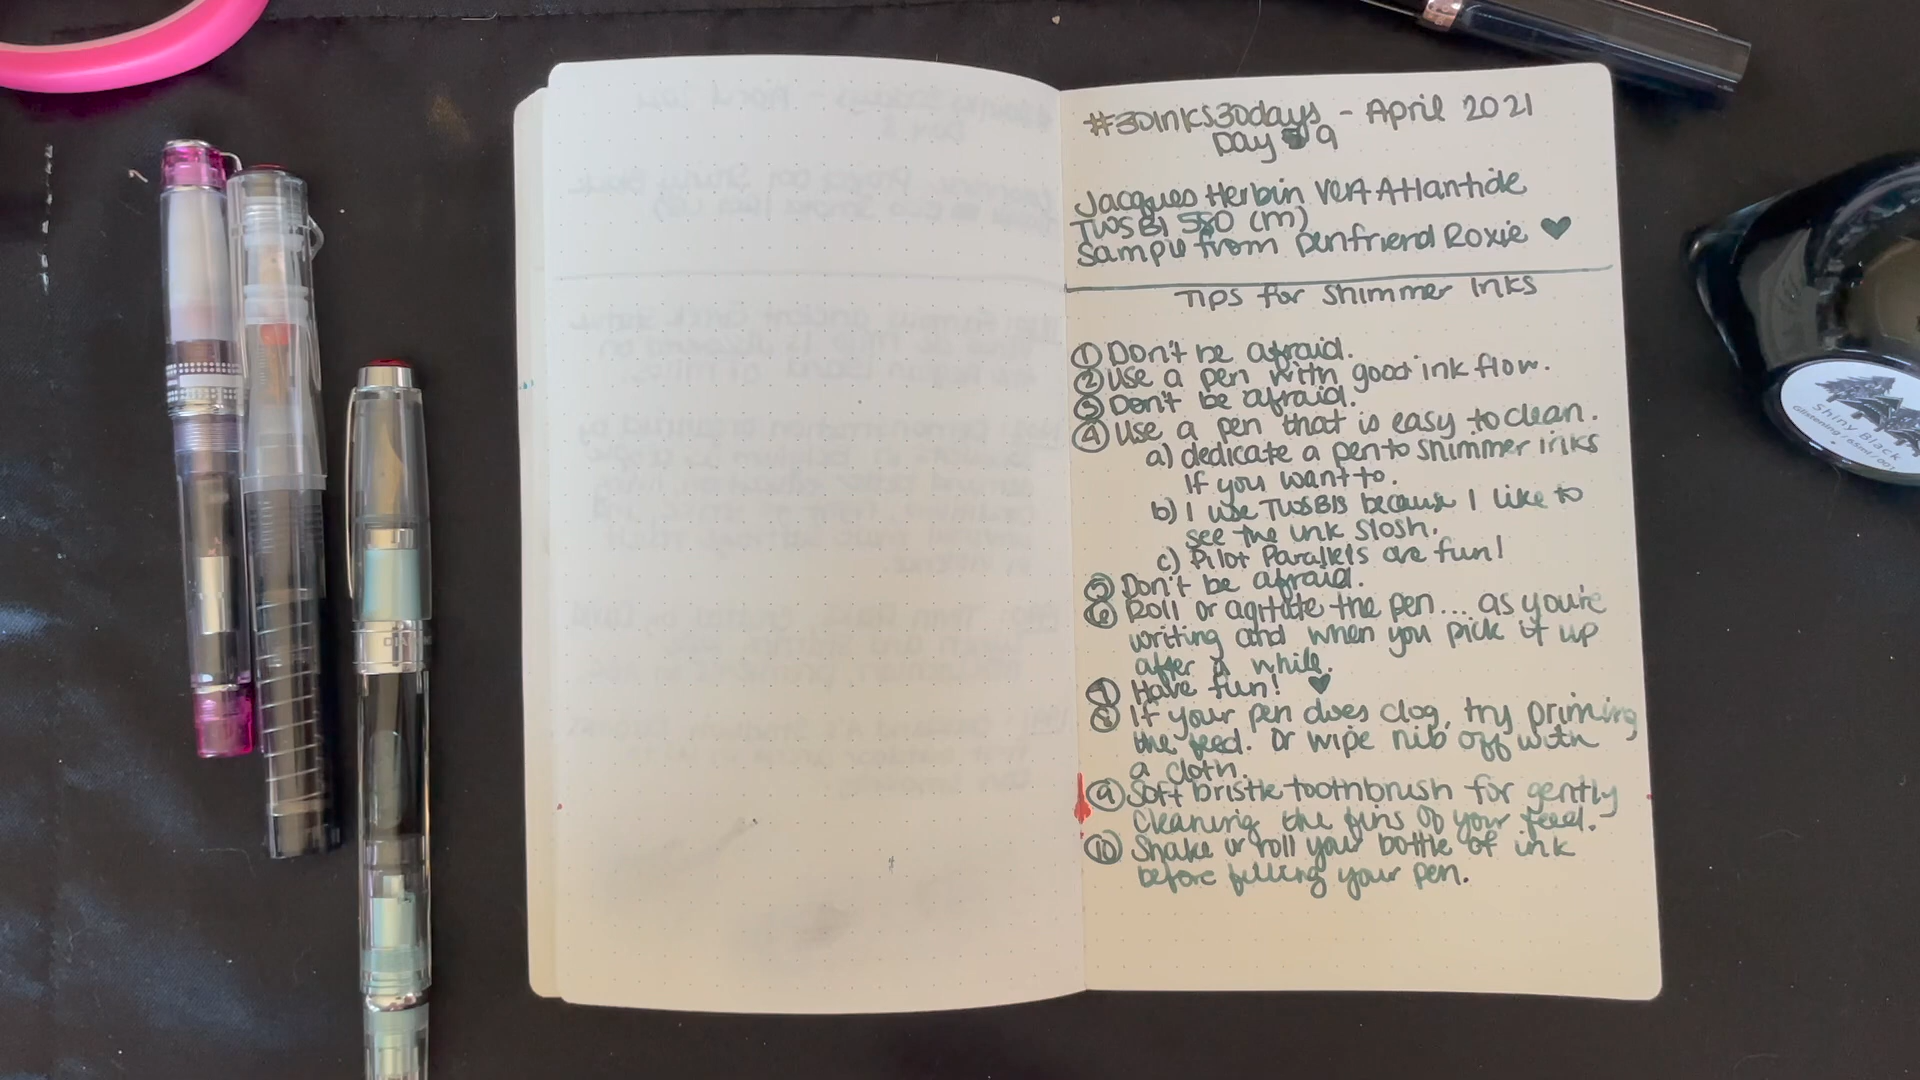 #30Inks30days - April 2021
Day 9
Jacques Herbin Vert Atlantide
TWSBI 580 (M)
Sample from penfriend Roxie ♥
Tips for Shimmer Inks
① Don't be afraid.
② Use a pen with good ink flow.
③ Don't be afraid.
④ Use a pen that is easy to clean.
a) dedicate a pen to shimmer inks
if you want to.
b) I use TWSBIs because I like to
see the ink slosh.
c) Pilot Parallels are fun!
⑤ Don't be afraid.
⑥ Roll or agitate the pen... as you're
writing and when you pick it up
after a while.
⑦ Have fun! ♥
⑧ If your pen does clog, try priming
the feed. Or wipe nib off with
a cloth.
⑨ Soft bristle toothbrush for gently
cleaning the fins of your feed.
⑩ Shake or roll your bottle of ink
before filling your pen.
Shiny Black
Glistening / 65ml / 001